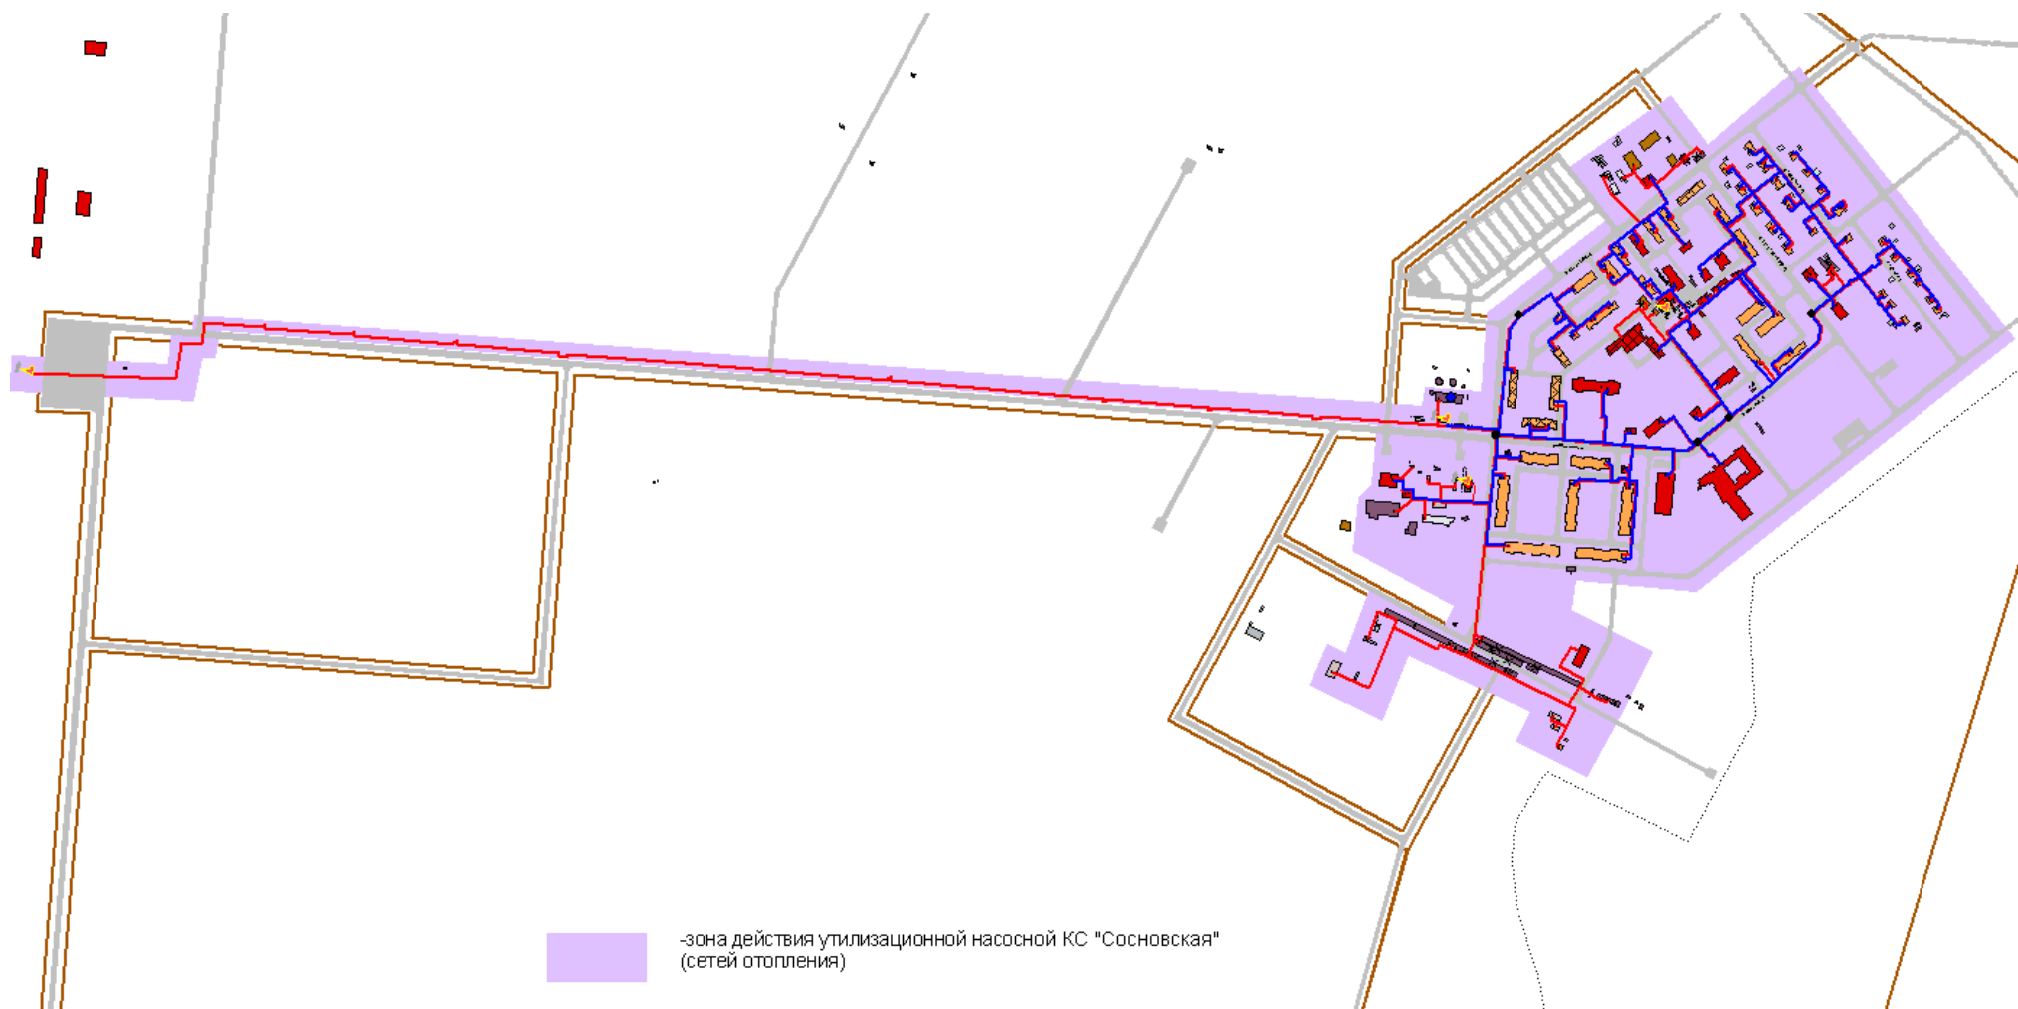 -зона действия утилизационной насосной КС "Сосновская"
(сетей отопления)